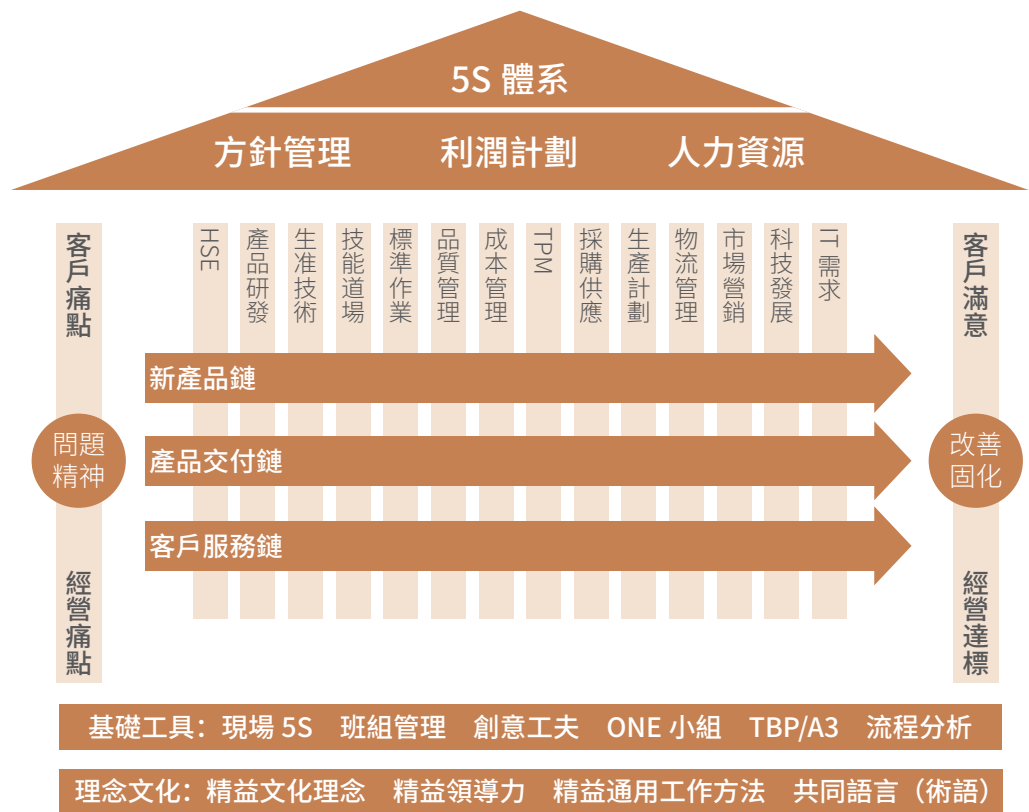 5S 體系
方針管理 利潤計劃 人力資源
客戶痛點
問題
精神
經營痛點
HSE
產品研發
生准技術
技能道場
標準作業
品質管理
成本管理
TPM
採購供應
生產計劃
物流管理
市場營銷
科技發展
IT 需求
新產品鏈
產品交付鏈
客戶服務鏈
客戶滿意
改善
固化
經營達標
基礎工具：現場 5S 班組管理 創意工夫 ONE 小組 TBP/A3 流程分析
理念文化：精益文化理念 精益領導力 精益通用工作方法 共同語言（術語）